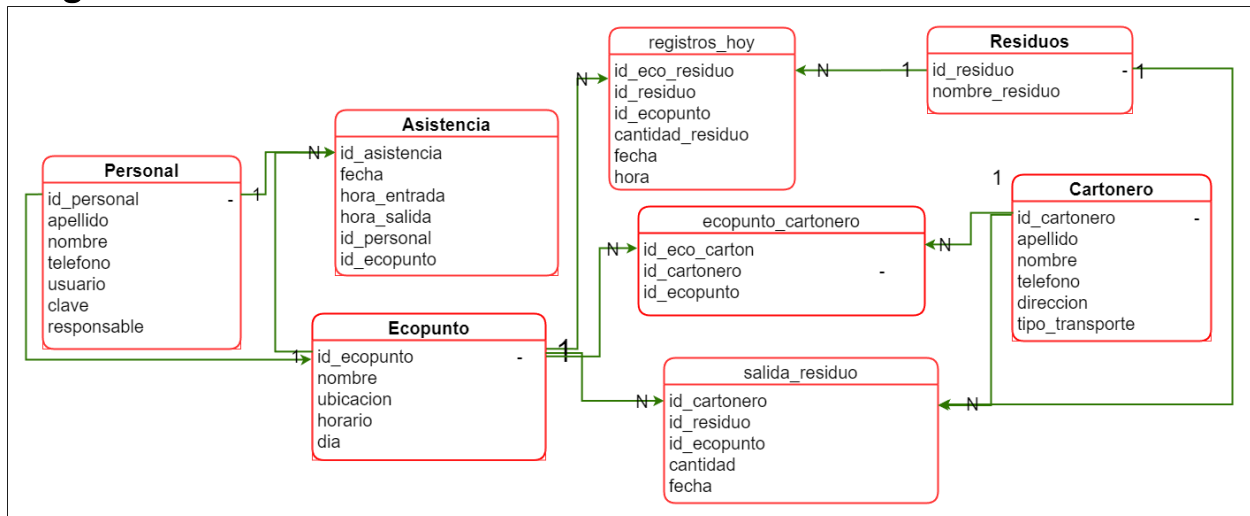 registros_hoy
id_eco_residuo
id_residuo
id_ecopunto
cantidad_residuo
fecha
hora
Residuos
id_residuo -
nombre_residuo
Asistencia
id_asistencia
fecha
hora_entrada
hora_salida
id_personal
id_ecopunto
Personal
id_personal -
apellido
nombre
telefono
usuario
clave
responsable
ecopunto_cartonero
id_eco_carton
id_cartonero -
id_ecopunto
Cartonero
id_cartonero -
apellido
nombre
telefono
direccion
tipo_transporte
Ecopunto
id_ecopunto -
nombre
ubicacion
horario
dia
salida_residuo
id_cartonero
id_residuo
id_ecopunto
cantidad
fecha
N
N
1
1
N
1
1
N
N
1
1
N
N